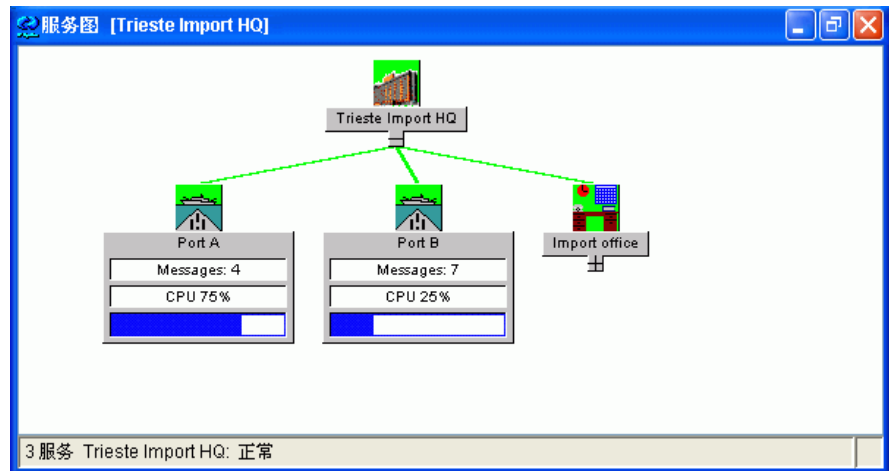 服务图 [Trieste Import HQ]
Trieste Import HQ
Port A
Messages: 4
CPU 75%
Port B
Messages: 7
CPU 25%
Import office
3 服务 Trieste Import HQ: 正常